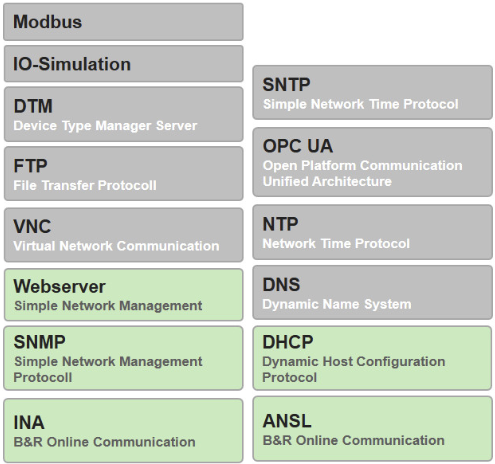 Modbus
IO-Simulation
DTM
Device Type Manager Server
FTP
File Transfer Protocoll
VNC
Virtual Network Communication
Webserver
Simple Network Management
SNMP
Simple Network Management
Protocoll
INA
B&R Online Communication
SNTP
Simple Network Time Protocol
OPC UA
Open Platform Communication
Unified Architecture
NTP
Network Time Protocol
DNS
Dynamic Name System
DHCP
Dynamic Host Configuration
Protocol
ANSL
B&R Online Communication